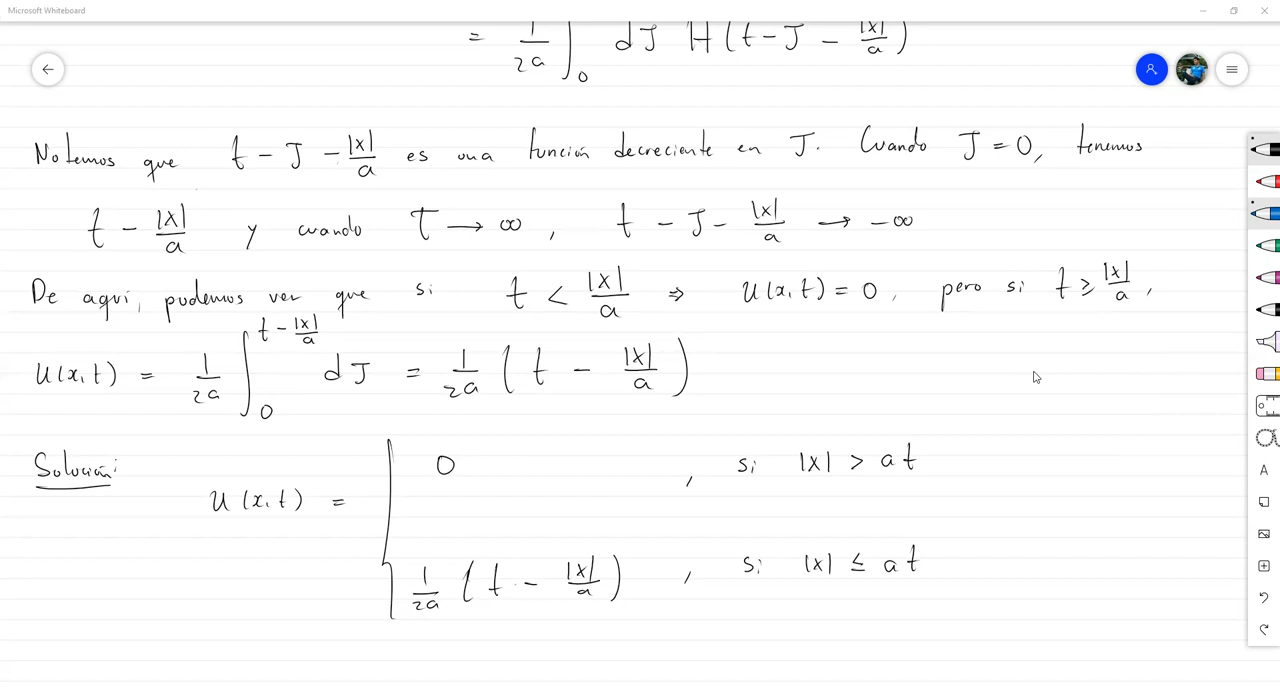 Microsoft Whiteboard
= 1/2a ∫_0 dJ H(t - J - |x|/a)
Notemos que t - J - |x|/a es una función decreciente en J. Cuando J = 0, tenemos
t - |x|/a y cuando T → ∞, t - J - |x|/a → -∞
De aquí, podemos ver que si t < |x|/a ⇒ u(x,t) = 0, pero si t ≥ |x|/a,
u(x,t) = 1/2a ∫_0^{t - |x|/a} dJ = 1/2a (t - |x|/a)
Solución:
u(x,t) = { 0 , si |x| > at
1/2a (t - |x|/a) , si |x| ≤ at
A